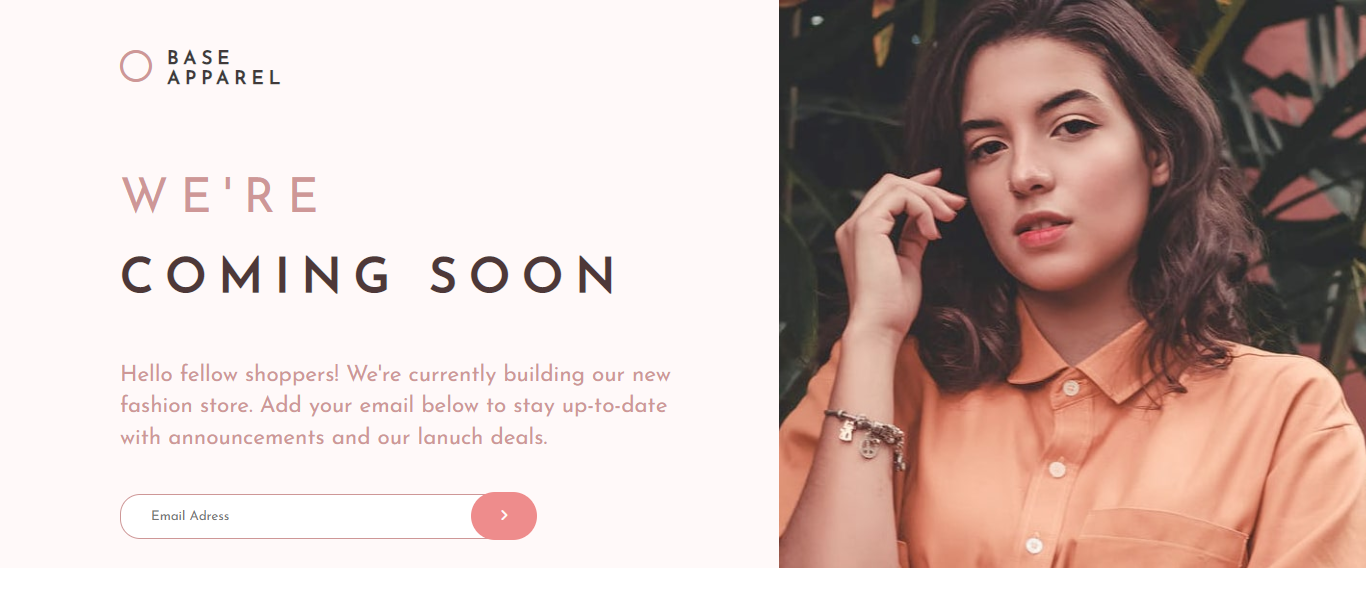 BASE
APPAREL
WE'RE
COMING SOON
Hello fellow shoppers! We're currently building our new
fashion store. Add your email below to stay up-to-date
with announcements and our lanuch deals.
Email Adress